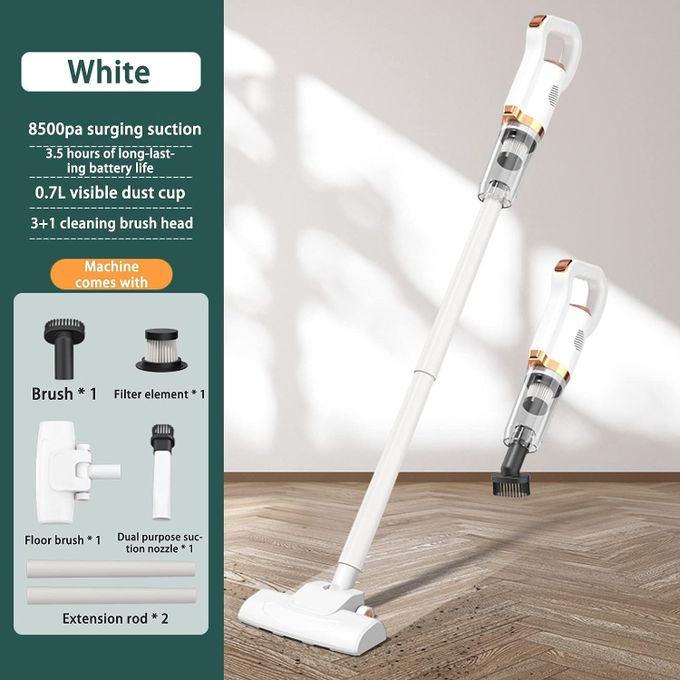 White
8500pa surging suction
3.5 hours of long-last-
ing battery life
0.7L visible dust cup
3+1 cleaning brush head
Machine
comes with
Brush * 1
Filter element * 1
Floor brush * 1
Dual purpose suc-
tion nozzle * 1
Extension rod * 2